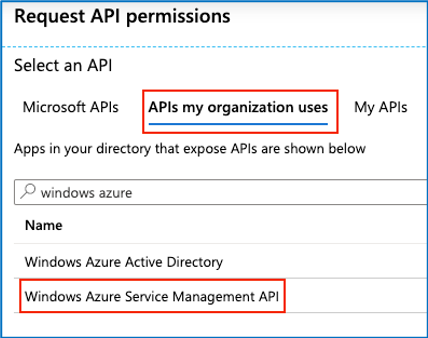 Request API permissions
Select an API
Microsoft APIs APIs my organization uses My APIs
Apps in your directory that expose APIs are shown below
windows azure
Name
Windows Azure Active Directory
Windows Azure Service Management API